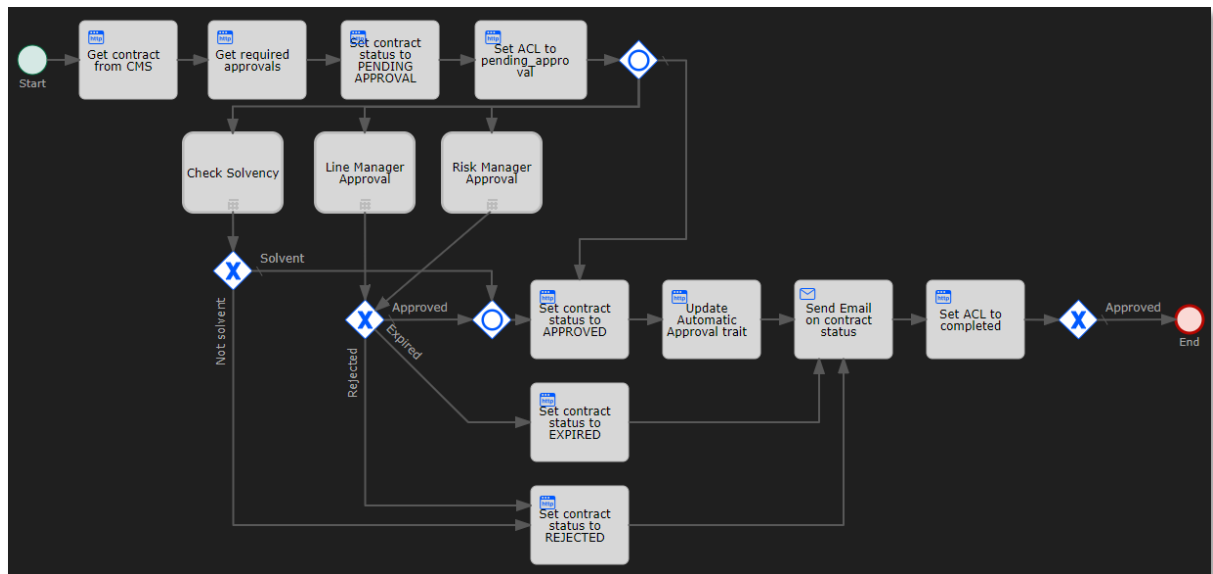 Start
Get contract
from CMS
Get required
approvals
Set contract
status to
PENDING
APPROVAL
Set ACL to
pending_appro
val
Check Solvency
Line Manager
Approval
Risk Manager
Approval
Solvent
Not solvent
Approved
Expired
Rejected
Set contract
status to
APPROVED
Update
Automatic
Approval trait
Send Email
on contract
status
Set ACL to
completed
Approved
End
Set contract
status to
EXPIRED
Set contract
status to
REJECTED